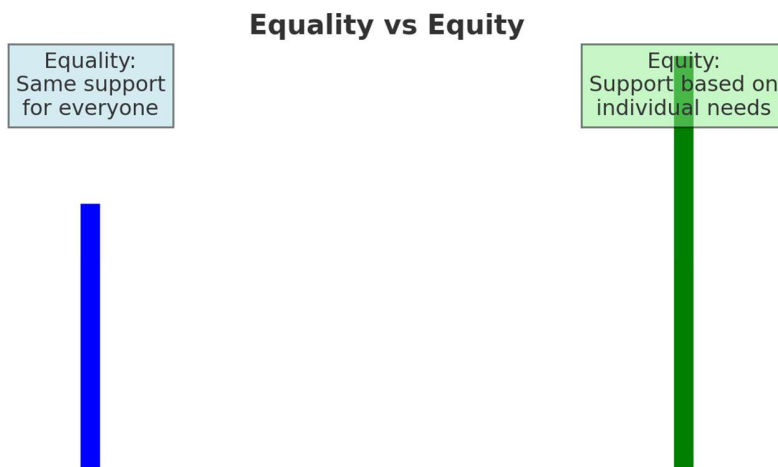 Equality vs Equity
Equality:
Same support
for everyone
Equity:
Support based on
individual needs